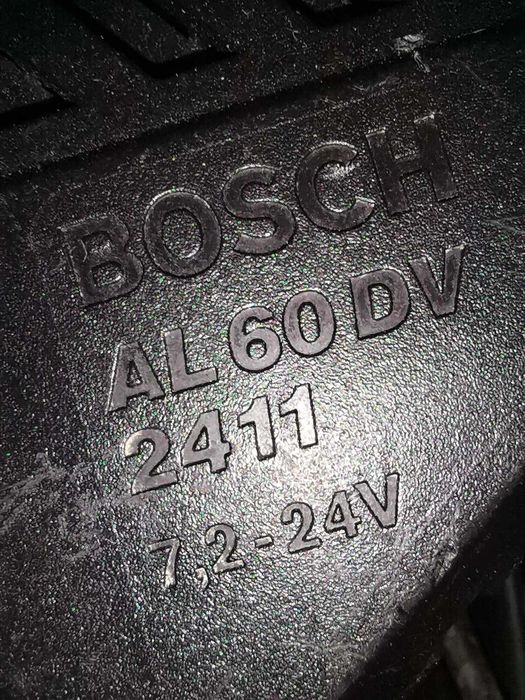 BOSCH
AL 60 DV
2411
7,2-24V